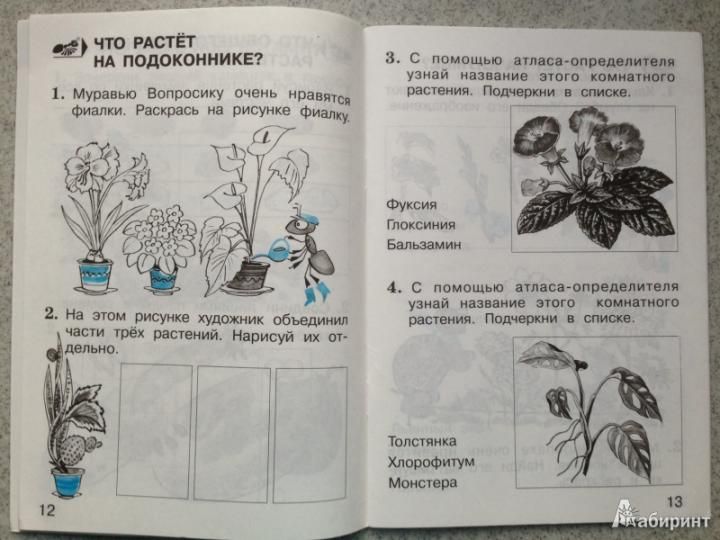 ЧТО РАСТЁТ
НА ПОДОКОННИКЕ?
1. Муравью Вопросику очень нравятся
фиалки. Раскрась на рисунке фиалку.
2. На этом рисунке художник объединил
части трёх растений. Нарисуй их от-
дельно.
12
3. С помощью атласа-определителя
узнай название этого комнатного
растения. Подчеркни в списке.
Фуксия
Глоксиния
Бальзамин
4. С помощью атласа-определителя
узнай название этого комнатного
растения. Подчеркни в списке.
Толстянка
Хлорофитум
Монстера
13
Лабиринт